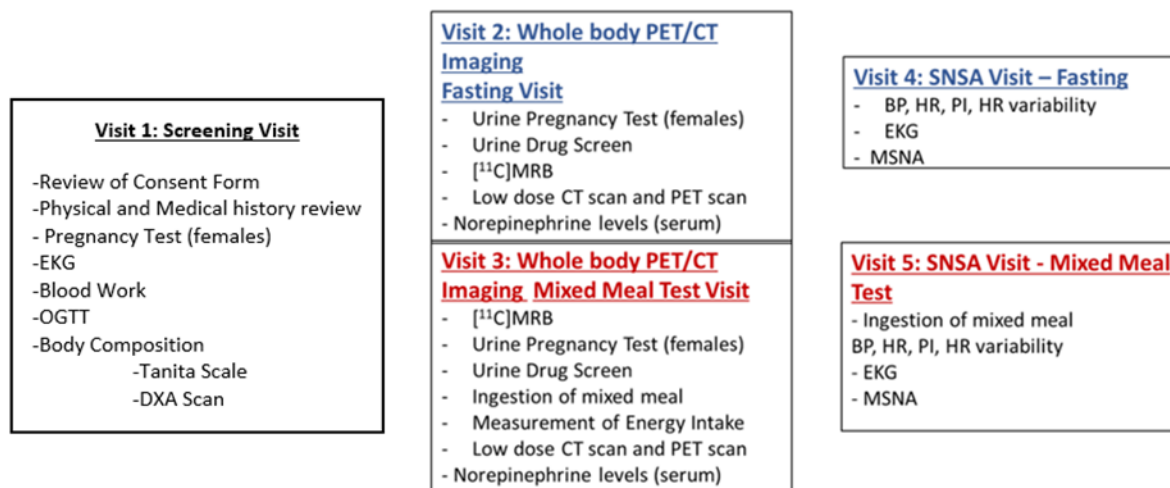 Visit 1: Screening Visit
-Review of Consent Form
-Physical and Medical history review
- Pregnancy Test (females)
-EKG
-Blood Work
-OGTT
-Body Composition
-Tanita Scale
-DXA Scan
Visit 2: Whole body PET/CT
Imaging
Fasting Visit
- Urine Pregnancy Test (females)
- Urine Drug Screen
- [¹¹C]MRB
- Low dose CT scan and PET scan
- Norepinephrine levels (serum)
Visit 3: Whole body PET/CT
Imaging Mixed Meal Test Visit
- [¹¹C]MRB
- Urine Pregnancy Test (females)
- Urine Drug Screen
- Ingestion of mixed meal
- Measurement of Energy Intake
- Low dose CT scan and PET scan
- Norepinephrine levels (serum)
Visit 4: SNSA Visit – Fasting
- BP, HR, PI, HR variability
- EKG
- MSNA
Visit 5: SNSA Visit - Mixed Meal
Test
- Ingestion of mixed meal
BP, HR, PI, HR variability
- EKG
- MSNA